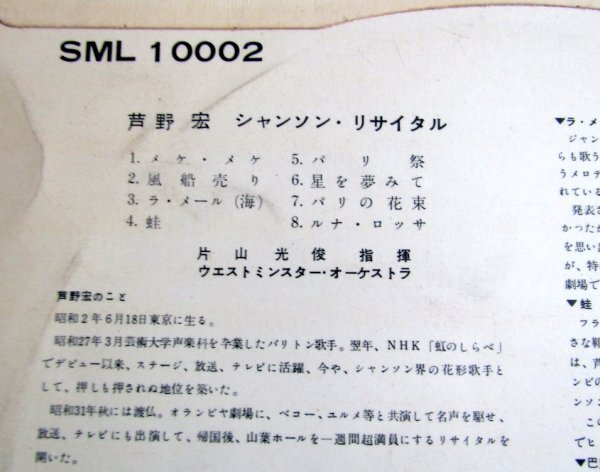 SML 10002
芦野宏 シャンソン・リサイタル
1. メケ・メケ 5. パリ祭
2. 風船売り 6. 星を夢みて
3. ラ・メール（海） 7. パリの花束
4. 蛙 8. ルナ・ロッサ
片山光俊指揮
ウエストミンスター・オーケストラ
芦野宏のこと
昭和2年6月18日東京に生る。
昭和27年3月芸術大学声楽科を卒業したバリトン歌手。翌年、NHK「虹のしらべ」
でデビュー以来、ステージ、放送、テレビに活躍、今や、シャンソン界の花形歌手と
して、押しも押されぬ地位を築いた。
昭和31年秋には渡仏。オランピヤ劇場に、ベコー、ユルメ等と共演して名声を馳せ、
放送、テレビにも出演して、帰国後、山葉ホールを一週間超満員にするリサイタルを
開いた。
▼ラ・メ
ジャン
らも歌う
うメロデ
れている
発表さ
かったが
を思い出
が、特
劇場で
▼蛙
フラ
さな
は、芦
ンビの
ンソン
この
でヒ
▼巴